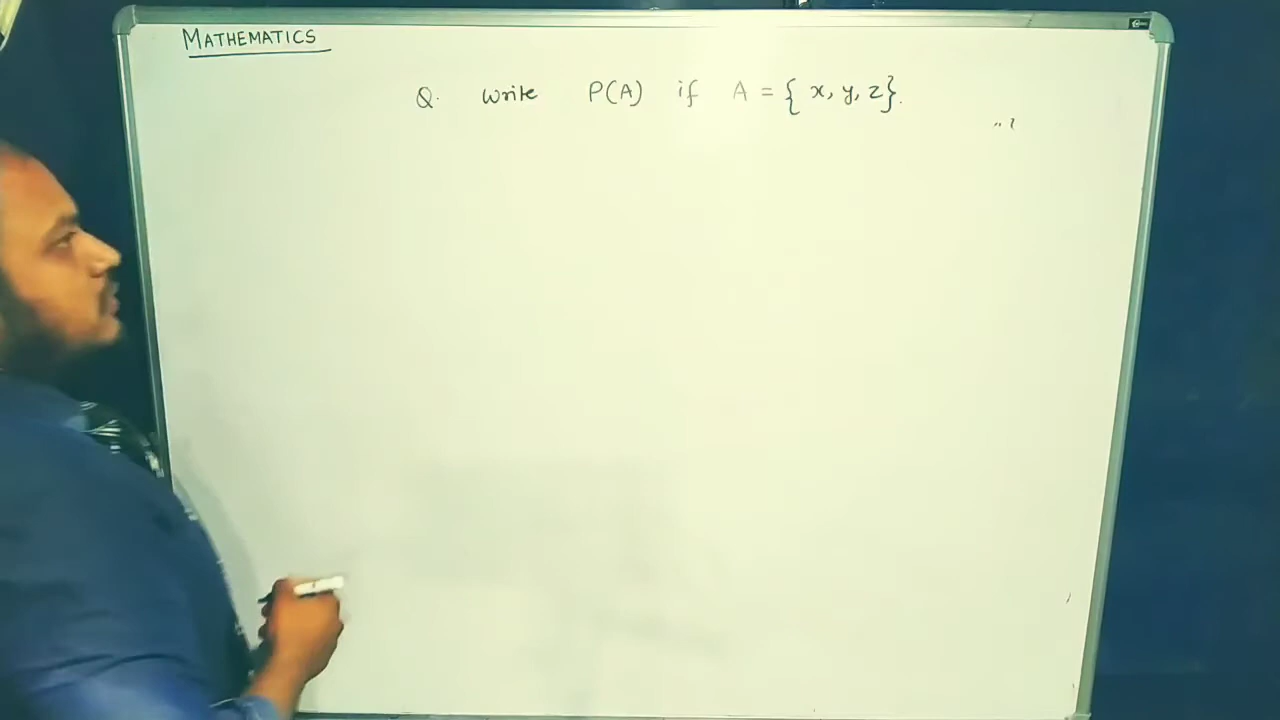 MATHEMATICS
Q. Write P(A) if A = { x, y, z}.